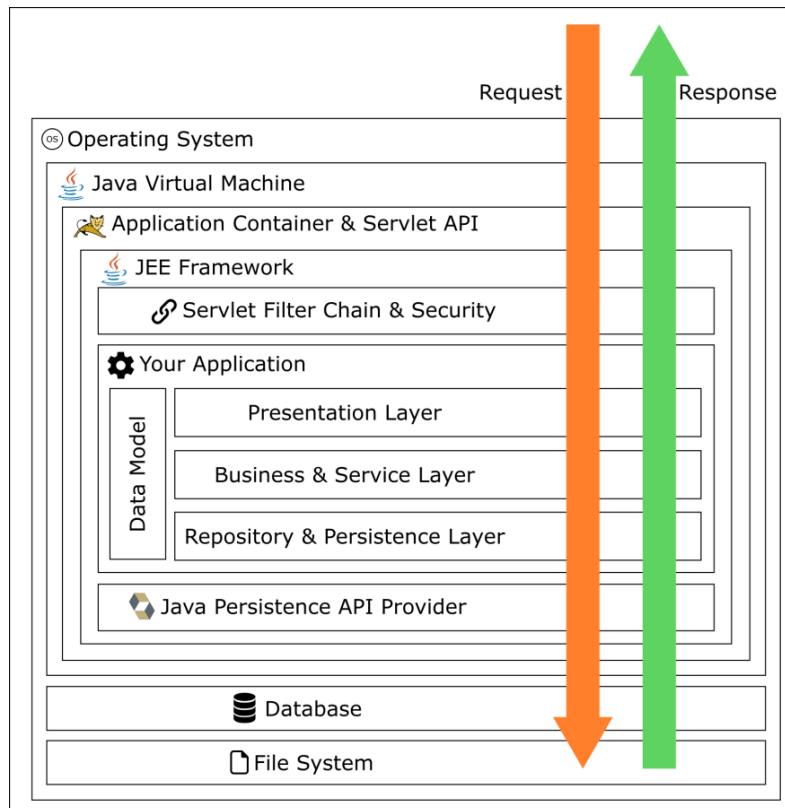 Request
Response
OS Operating System
Java Virtual Machine
Application Container & Servlet API
JEE Framework
Servlet Filter Chain & Security
Your Application
Data Model
Presentation Layer
Business & Service Layer
Repository & Persistence Layer
Java Persistence API Provider
Database
File System